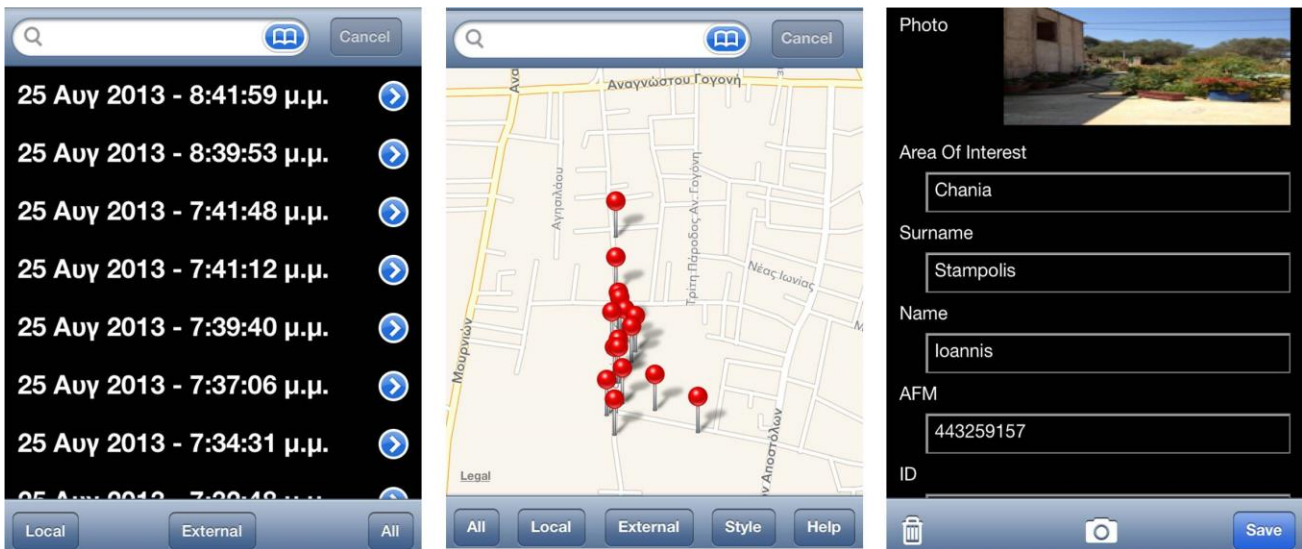 Cancel
25 Αυγ 2013 - 8:41:59 μ.μ.
25 Αυγ 2013 - 8:39:53 μ.μ.
25 Αυγ 2013 - 7:41:48 μ.μ.
25 Αυγ 2013 - 7:41:12 μ.μ.
25 Αυγ 2013 - 7:39:40 μ.μ.
25 Αυγ 2013 - 7:37:06 μ.μ.
25 Αυγ 2013 - 7:34:31 μ.μ.
Local
External
All
Cancel
Ανα
Αναγνώστου Γογονή
Αγησιλάου
Τρίτη Πάροδος Αν. Γογόνη
Νέας Ιωνίας
Μουρνιών
ν Αποστόλων
Legal
All
Local
External
Style
Help
Photo
Area Of Interest
Chania
Surname
Stampolis
Name
Ioannis
AFM
443259157
ID
Save